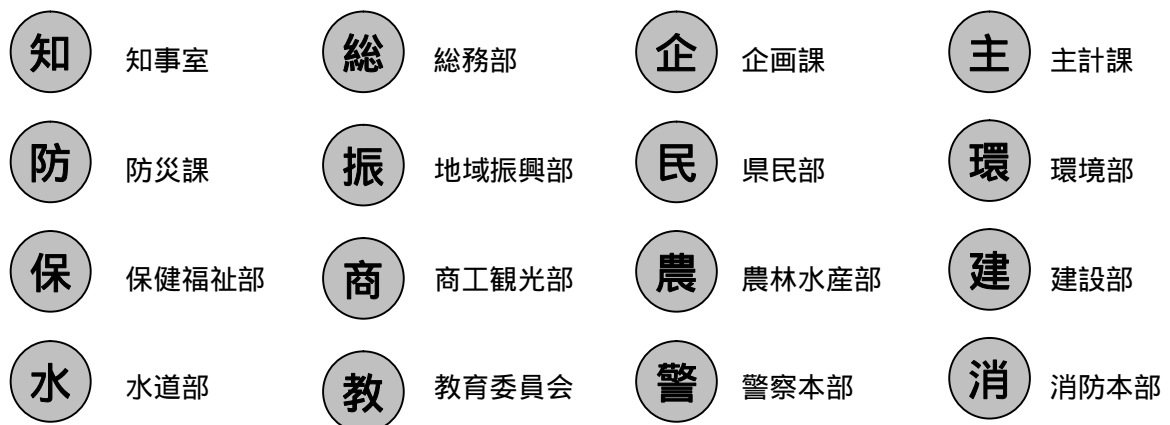 知 知事室 総 総務部 企 企画課 主 主計課
防 防災課 振 地域振興部 民 県民部 環 環境部
保 保健福祉部 商 商工観光部 農 農林水産部 建 建設部
水 水道部 教 教育委員会 警 警察本部 消 消防本部